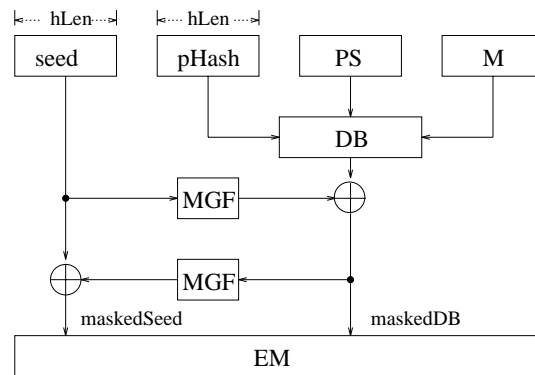 hLen hLen
seed pHash PS M
DB
MGF
MGF
maskedSeed maskedDB
EM